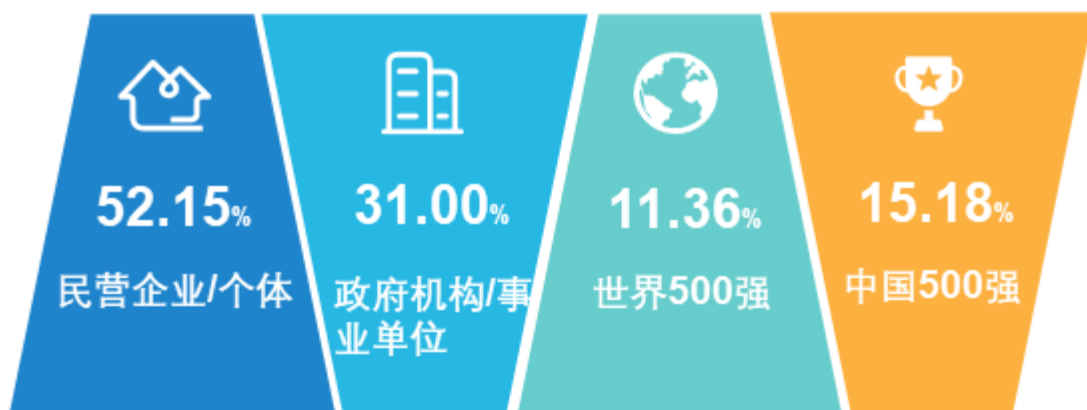 52.15%
民营企业/个体
31.00%
政府机构/事
业单位
11.36%
世界500强
15.18%
中国500强